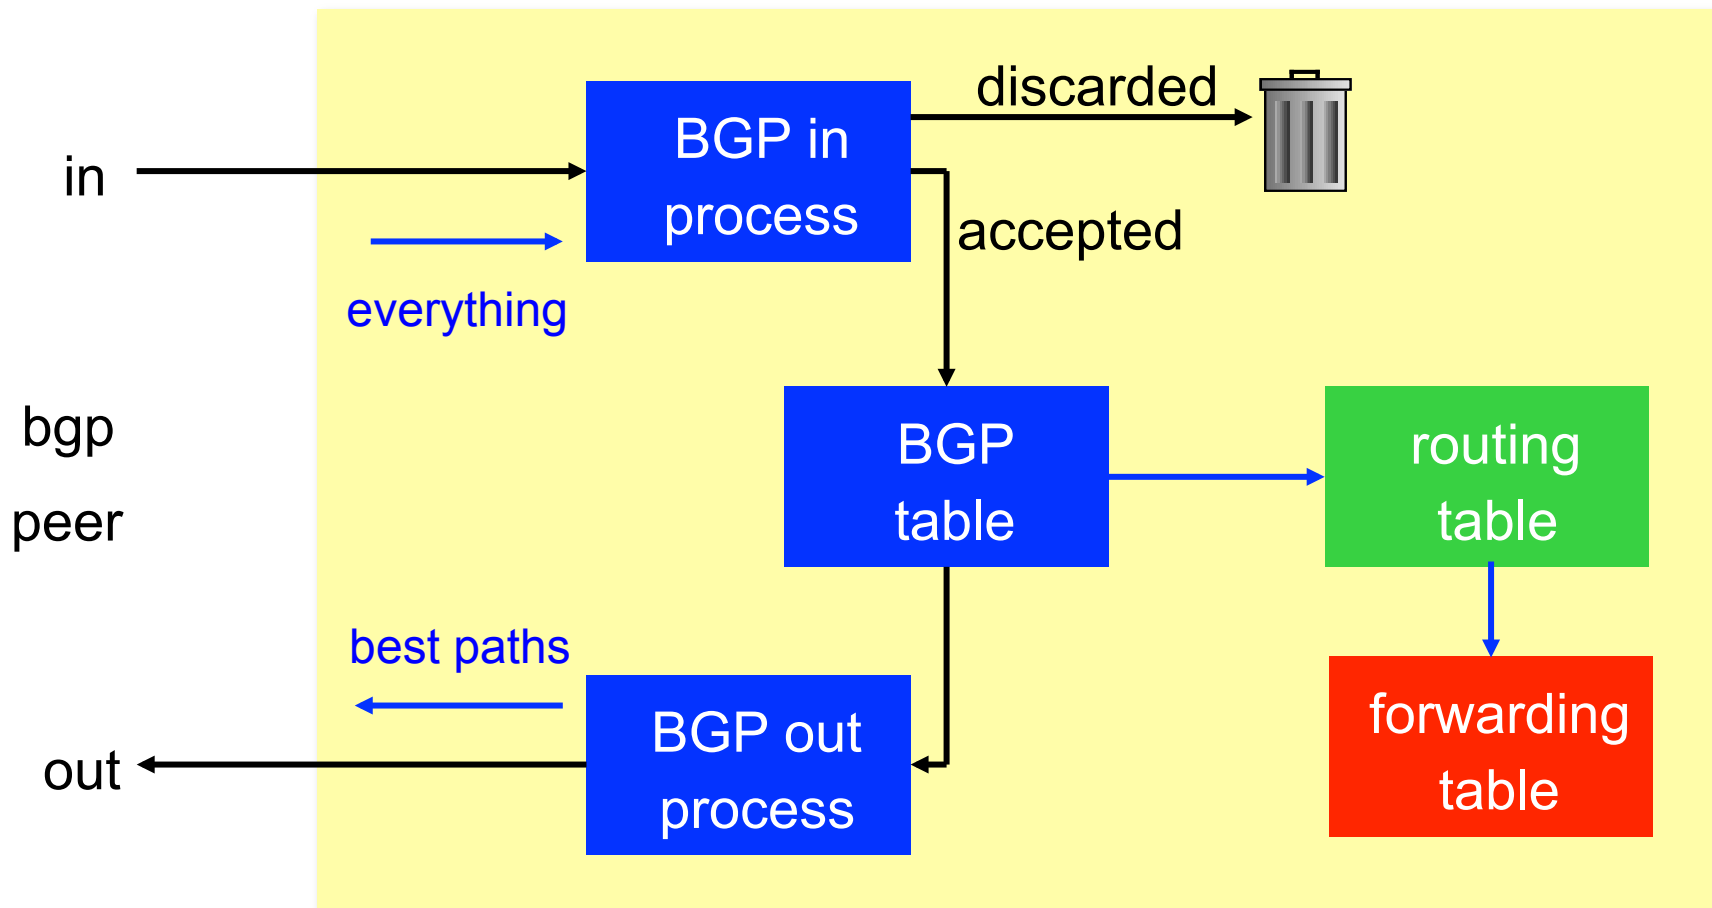 in
BGP in
process
discarded
accepted
everything
bgp
peer
BGP
table
routing
table
best paths
BGP out
process
out
forwarding
table